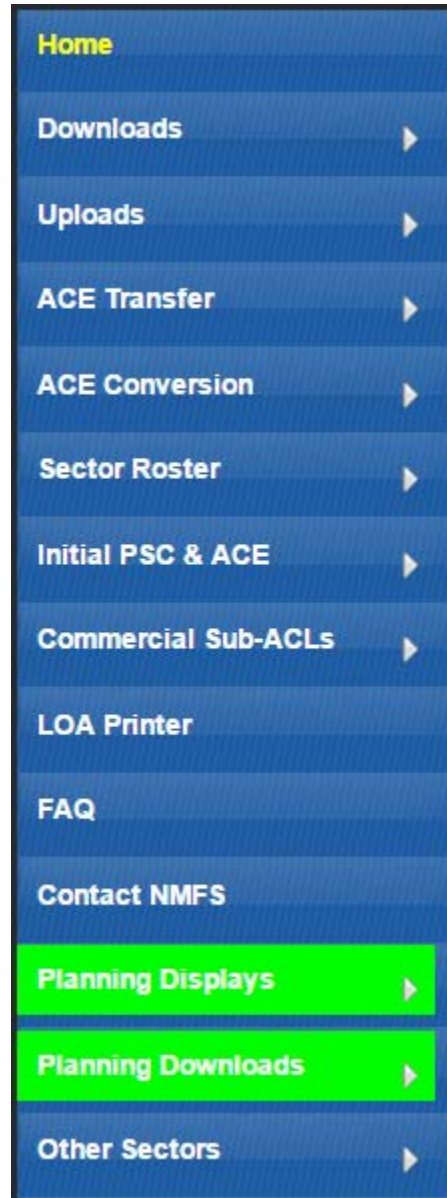 Home
Downloads
Uploads
ACE Transfer
ACE Conversion
Sector Roster
Initial PSC & ACE
Commercial Sub-ACLs
LOA Printer
FAQ
Contact NMFS
Planning Displays
Planning Downloads
Other Sectors